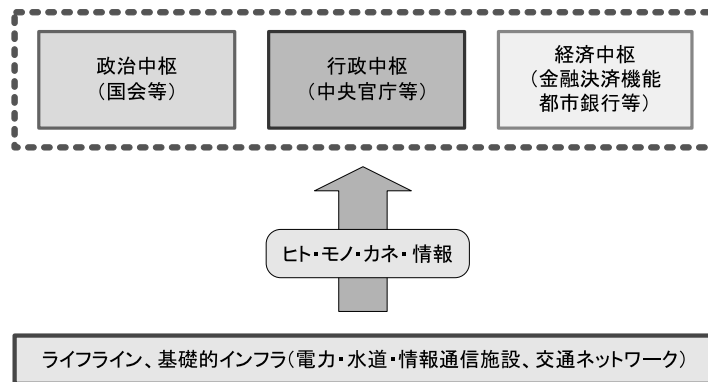 政治中枢
（国会等）
行政中枢
（中央官庁等）
経済中枢
（金融決済機能
都市銀行等）
ヒト・モノ・カネ・情報
ライフライン、基礎的インフラ（電力・水道・情報通信施設、交通ネットワーク）